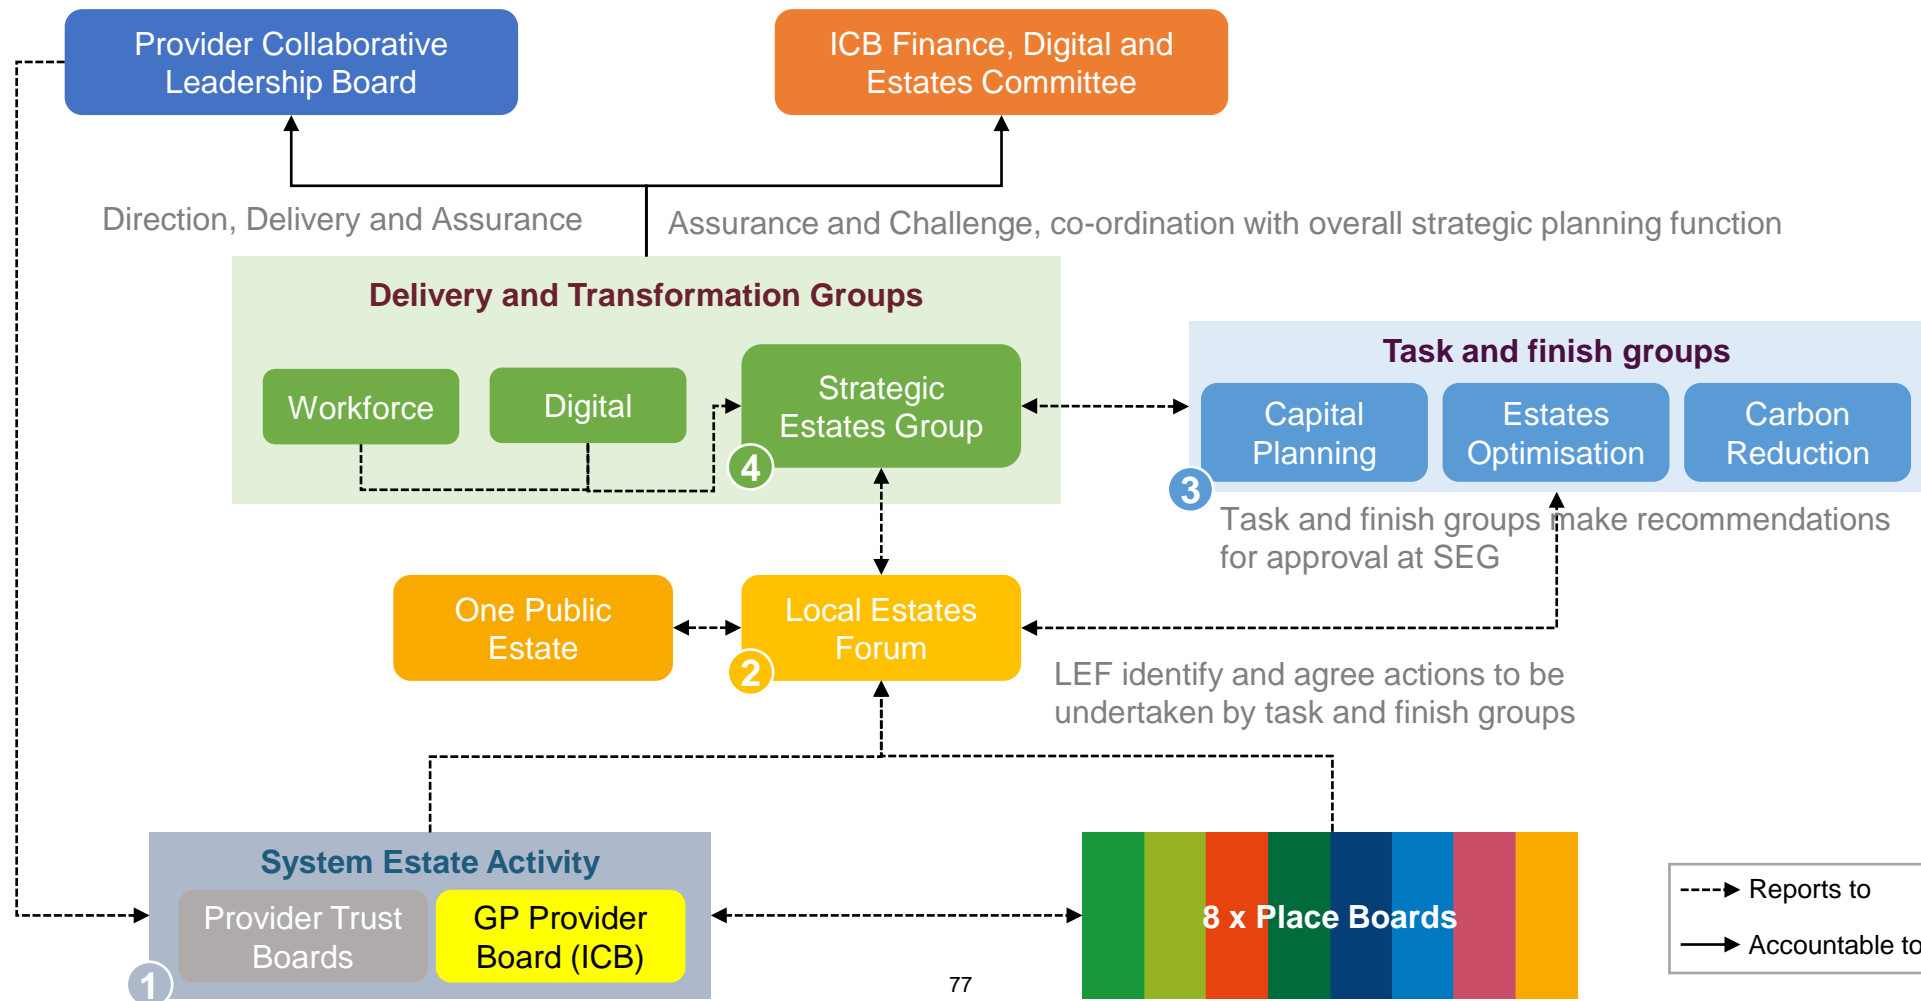 Provider Collaborative
Leadership Board
ICB Finance, Digital and
Estates Committee
Direction, Delivery and Assurance
Assurance and Challenge, co-ordination with overall strategic planning function
Delivery and Transformation Groups
Workforce
Digital
Strategic
Estates Group
4
Task and finish groups
Capital
Planning
Estates
Optimisation
Carbon
Reduction
3
Task and finish groups make recommendations
for approval at SEG
One Public
Estate
Local Estates
Forum
2
LEF identify and agree actions to be
undertaken by task and finish groups
System Estate Activity
Provider Trust
Boards
GP Provider
Board (ICB)
1
8 x Place Boards
Reports to
Accountable to
77